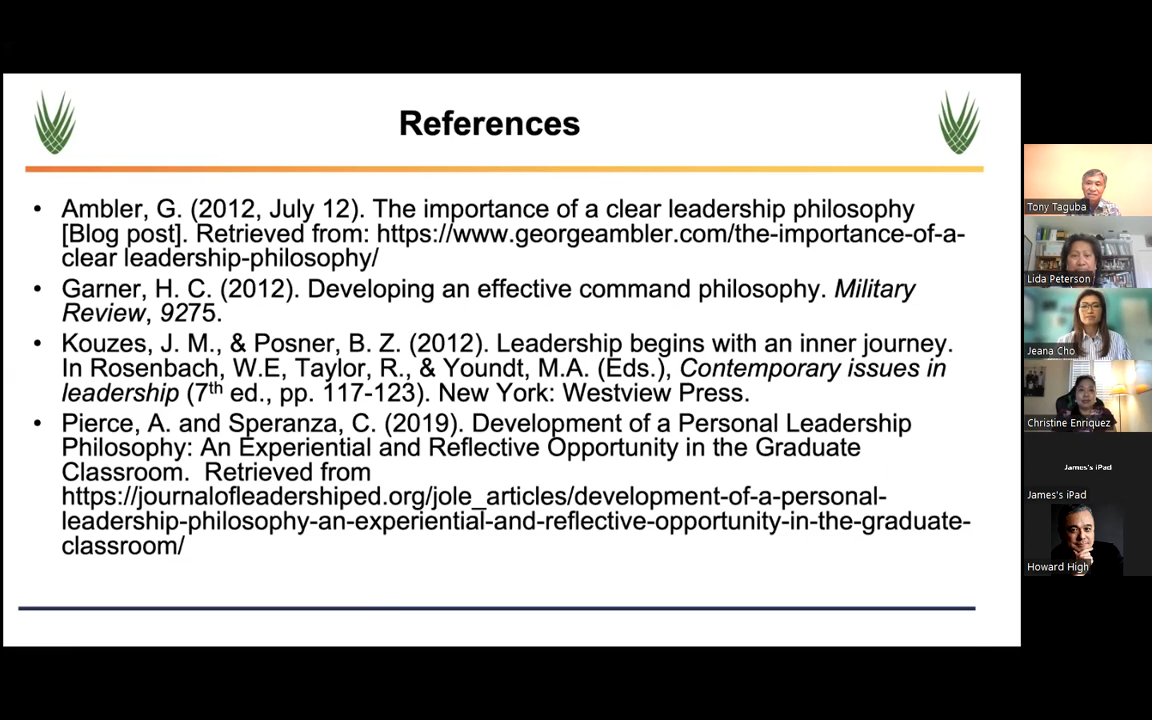 References
• Ambler, G. (2012, July 12). The importance of a clear leadership philosophy
[Blog post]. Retrieved from: https://www.georgeambler.com/the-importance-of-a-
clear leadership-philosophy/
• Garner, H. C. (2012). Developing an effective command philosophy. Military
Review, 9275.
• Kouzes, J. M., & Posner, B. Z. (2012). Leadership begins with an inner journey.
In Rosenbach, W.E, Taylor, R., & Youndt, M.A. (Eds.), Contemporary issues in
leadership (7th ed., pp. 117-123). New York: Westview Press.
• Pierce, A. and Speranza, C. (2019). Development of a Personal Leadership
Philosophy: An Experiential and Reflective Opportunity in the Graduate
Classroom.  Retrieved from
https://journalofleadershiped.org/jole_articles/development-of-a-personal-
leadership-philosophy-an-experiential-and-reflective-opportunity-in-the-graduate-
classroom/
Tony Taguba
Lida Peterson
Jeana Cho
Christine Enriquez
James's iPad
James's iPad
Howard High